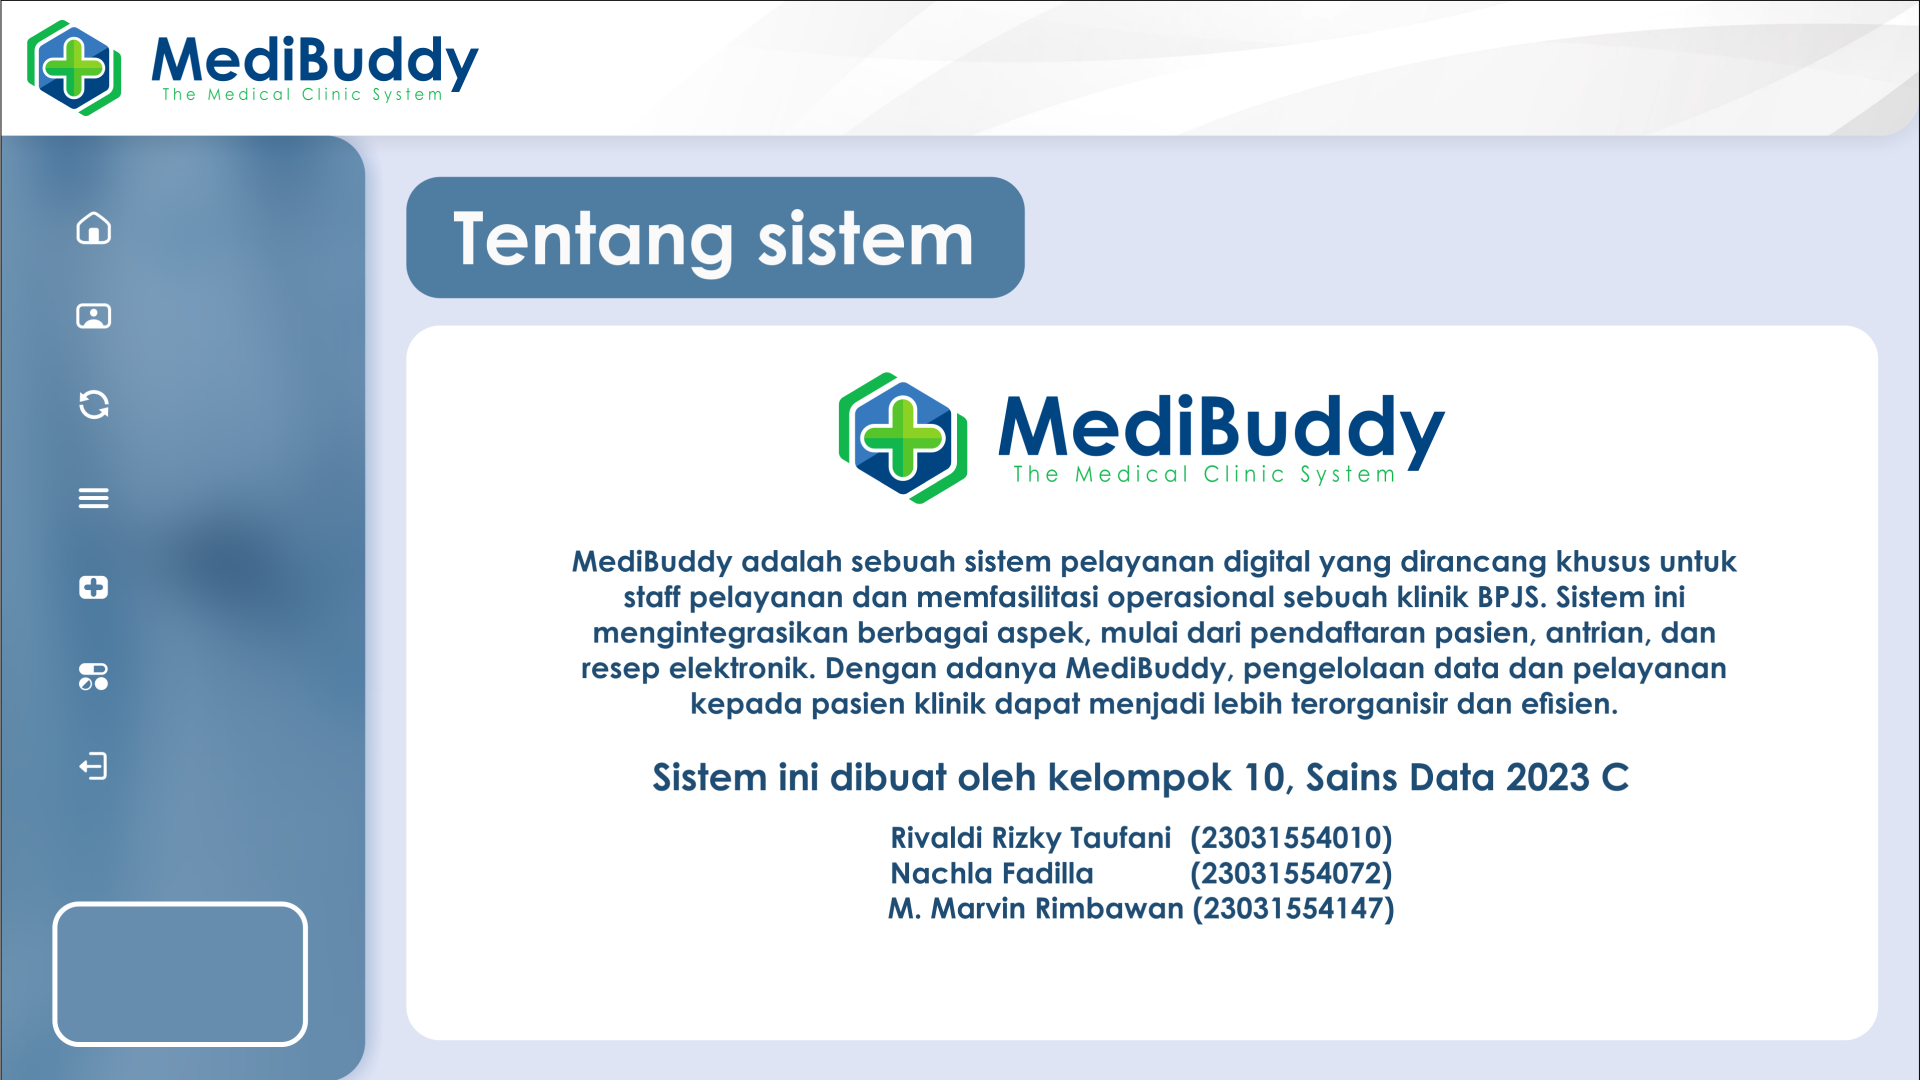 MediBuddy
The Medical Clinic System
Tentang sistem
MediBuddy
The Medical Clinic System
MediBuddy adalah sebuah sistem pelayanan digital yang dirancang khusus untuk
staff pelayanan dan memfasilitasi operasional sebuah klinik BPJS. Sistem ini
mengintegrasikan berbagai aspek, mulai dari pendaftaran pasien, antrian, dan
resep elektronik. Dengan adanya MediBuddy, pengelolaan data dan pelayanan
kepada pasien klinik dapat menjadi lebih terorganisir dan efisien.
Sistem ini dibuat oleh kelompok 10, Sains Data 2023 C
Rivaldi Rizky Taufani (23031554010)
Nachla Fadilla (23031554072)
M. Marvin Rimbawan (23031554147)